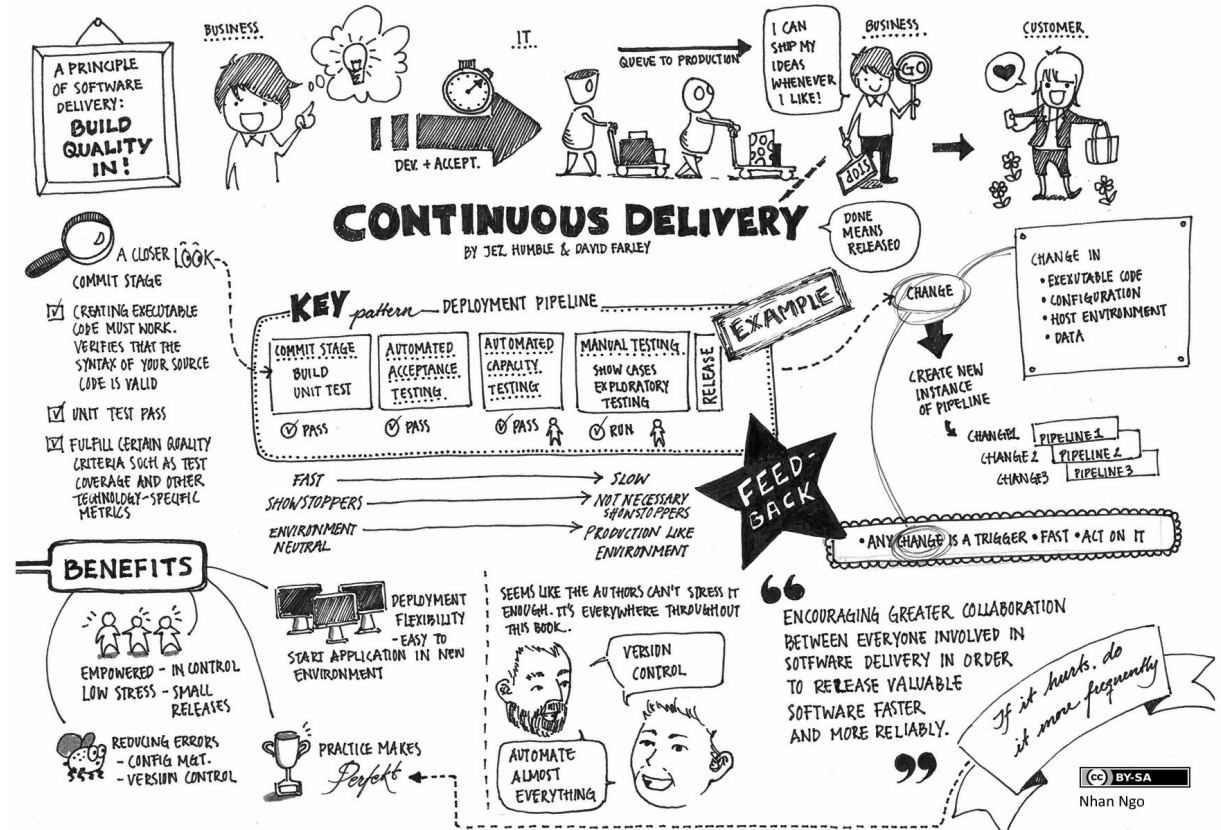 A PRINCIPLE
OF SOFTWARE
DELIVERY:
BUILD
QUALITY
IN!
BUSINESS
IT
DEV. + ACCEPT.
QUEUE TO PRODUCTION
I CAN
SHIP MY
IDEAS
WHENEVER
I LIKE!
BUSINESS
GO
STOP
CUSTOMER
CONTINUOUS DELIVERY
BY JEZ HUMBLE & DAVID FARLEY
DONE
MEANS
RELEASED
A CLOSER LOOK
COMMIT STAGE
CREATING EXECUTABLE
CODE MUST WORK.
VERIFIES THAT THE
SYNTAX OF YOUR SOURCE
CODE IS VALID
UNIT TEST PASS
FULFILL CERTAIN QUALITY
CRITERIA SUCH AS TEST
COVERAGE AND OTHER
TECHNOLOGY-SPECIFIC
METRICS
KEY pattern DEPLOYMENT PIPELINE
EXAMPLE
COMMIT STAGE
BUILD
UNIT TEST
PASS
AUTOMATED
ACCEPTANCE
TESTING
PASS
AUTOMATED
CAPACITY
TESTING
PASS
MANUAL TESTING
SHOW CASES
EXPLORATORY
TESTING
RUN
RELEASE
FAST SLOW
SHOWSTOPPERS NOT NECESSARY
SHOWSTOPPERS
ENVIRONMENT
NEUTRAL
PRODUCTION LIKE
ENVIRONMENT
FEED-
BACK
CHANGE
CHANGE IN
• EXEXUTABLE CODE
• CONFIGURATION
• HOST ENVIRONMENT
• DATA
CREATE NEW
INSTANCE
OF PIPELINE
CHANGE1 PIPELINE 1
CHANGE2 PIPELINE 2
CHANGE3 PIPELINE 3
• ANY CHANGE IS A TRIGGER • FAST • ACT ON IT
BENEFITS
EMPOWERED - IN CONTROL
LOW STRESS - SMALL
RELEASES
REDUCING ERRORS
- CONFIG MGT.
- VERSION CONTROL
DEPLOYMENT
FLEXIBILITY
- EASY TO
START APPLICATION IN NEW
ENVIRONMENT
PRACTICE MAKES
Perfekt
SEEMS LIKE THE AUTHORS CAN'T STRESS IT
ENOUGH. IT'S EVERYWHERE THROUGHOUT
THIS BOOK.
VERSION
CONTROL
AUTOMATE
ALMOST
EVERYTHING
“
ENCOURAGING GREATER COLLABORATION
BETWEEN EVERYONE INVOLVED IN
SOFTWARE DELIVERY IN ORDER
TO RELEASE VALUABLE
SOFTWARE FASTER
AND MORE RELIABLY.
”
If it hurts, do
it more frequently
cc BY-SA
Nhan Ngo